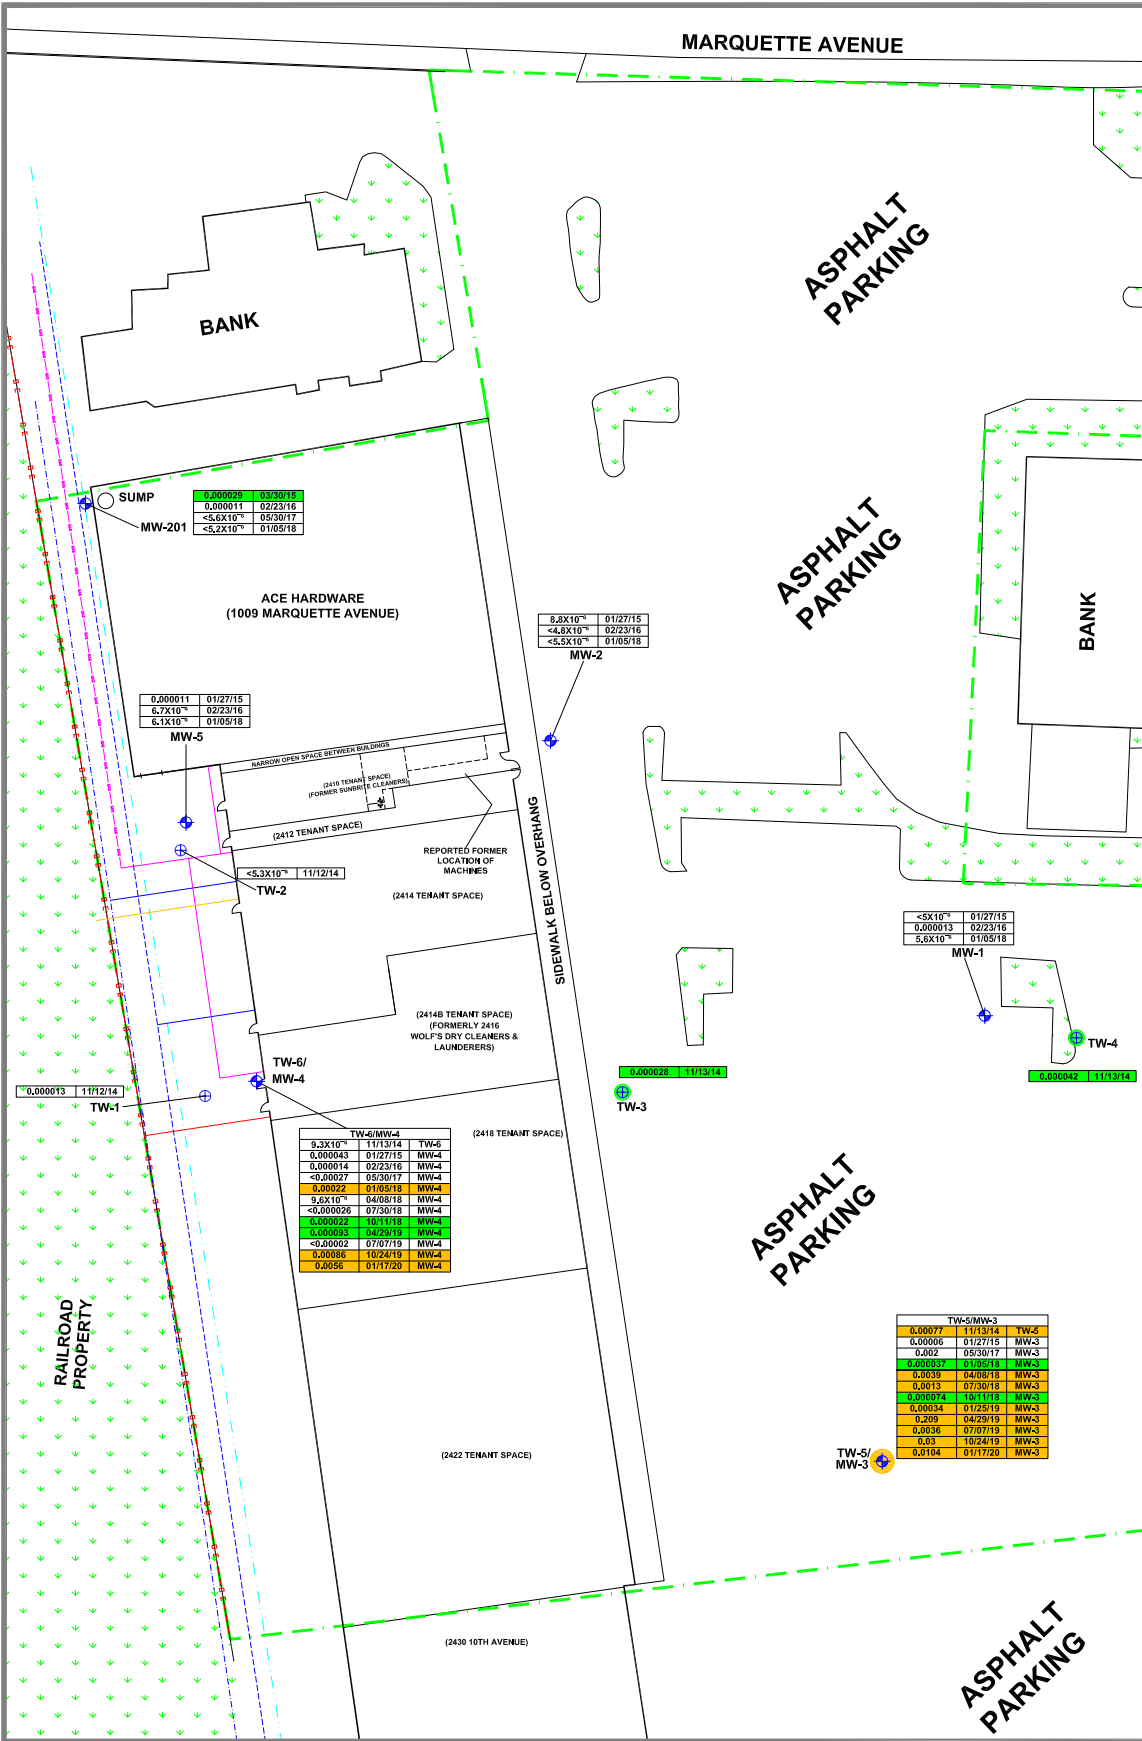 MARQUETTE AVENUE
ASPHALT
PARKING
BANK
SUMP
MW-201
0.000029 03/30/15
0.000011 02/23/16
<5.6X10⁻⁶ 05/30/17
<5.2X10⁻⁶ 01/05/18
ACE HARDWARE
(1009 MARQUETTE AVENUE)
ASPHALT
PARKING
BANK
8.8X10⁻⁶ 01/27/15
<4.8X10⁻⁶ 02/23/16
<5.5X10⁻⁶ 01/05/18
MW-2
0.000011 01/27/15
6.7X10⁻⁶ 02/23/16
6.1X10⁻⁶ 01/05/18
MW-5
NARROW OPEN SPACE BETWEEN BUILDINGS
(2410 TENANT SPACE)
(FORMER SUNBRITE CLEANERS)
(2412 TENANT SPACE)
REPORTED FORMER
LOCATION OF
MACHINES
SIDEWALK BELOW OVERHANG
<5.3X10⁻⁶ 11/12/14
TW-2
(2414 TENANT SPACE)
<5X10⁻⁶ 01/27/15
0.000013 02/23/16
5.6X10⁻⁶ 01/05/18
MW-1
(2414B TENANT SPACE)
(FORMERLY 2416
WOLF'S DRY CLEANERS &
LAUNDERERS)
TW-4
0.000042 11/13/14
TW-6/
MW-4
0.000028 11/13/14
TW-3
0.000013 11/12/14
TW-1
(2418 TENANT SPACE)
TW-6/MW-4
9.3X10⁻⁶ 11/13/14 TW-6
0.000043 01/27/15 MW-4
0.000014 02/23/16 MW-4
<0.00027 05/30/17 MW-4
0.00022 01/05/18 MW-4
9.6X10⁻⁶ 04/08/18 MW-4
<0.000026 07/30/18 MW-4
0.000022 10/11/18 MW-4
0.000093 04/29/19 MW-4
<0.00002 07/07/19 MW-4
0.00086 10/24/19 MW-4
0.0056 01/17/20 MW-4
ASPHALT
PARKING
RAILROAD
PROPERTY
TW-5/MW-3
0.00077 11/13/14 TW-5
0.00006 01/27/15 MW-3
0.002 05/30/17 MW-3
0.000037 01/05/18 MW-3
0.0039 04/08/18 MW-3
0.0013 07/30/18 MW-3
0.000074 10/11/18 MW-3
0.00034 01/25/19 MW-3
0.209 04/29/19 MW-3
0.0036 07/07/19 MW-3
0.03 10/24/19 MW-3
0.0104 01/17/20 MW-3
TW-5/
MW-3
(2422 TENANT SPACE)
(2430 10TH AVENUE)
ASPHALT
PARKING